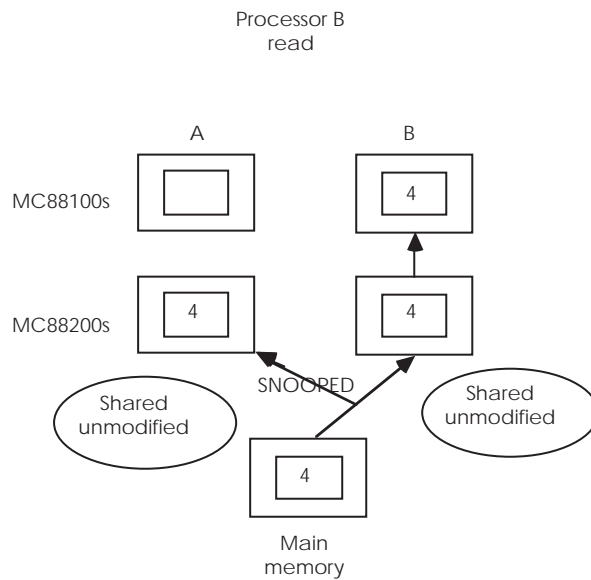 Processor B
read
A
B
MC88100s
4
MC88200s
4
4
SNOOPED
Shared
unmodified
Shared
unmodified
4
Main
memory